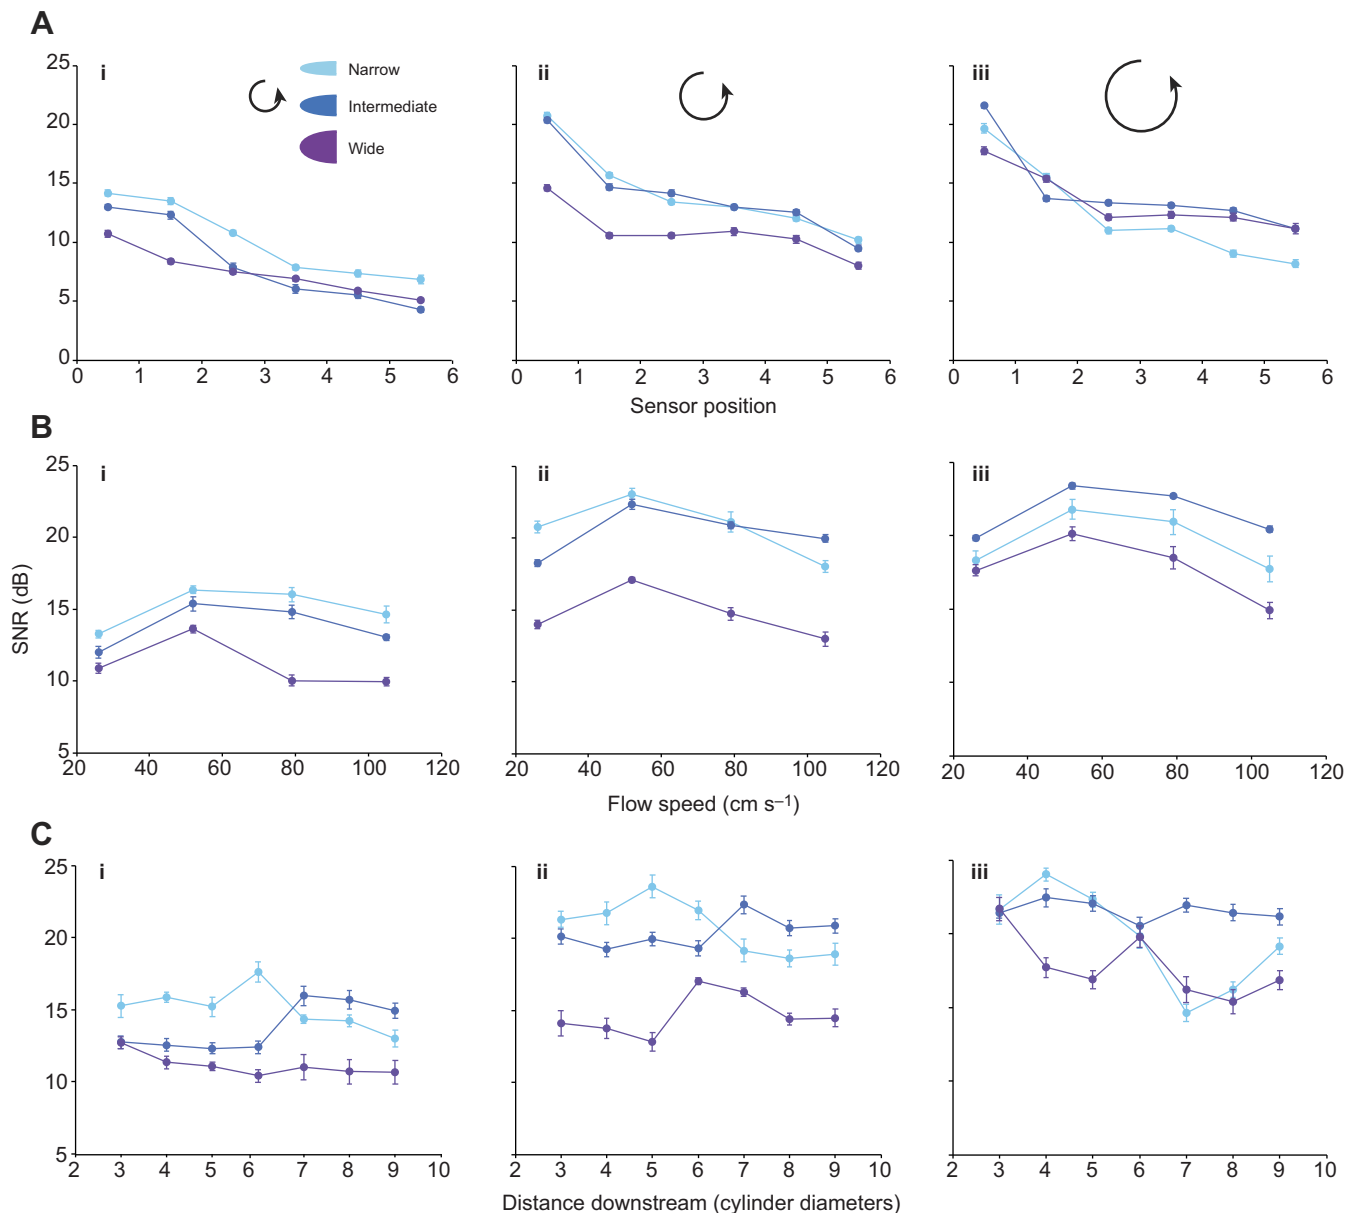 A
i
ii
iii
Narrow
Intermediate
Wide
25
20
15
10
5
0
0 1 2 3 4 5 6
0 1 2 3 4 5 6
0 1 2 3 4 5 6
Sensor position
B
i
ii
iii
25
20
15
10
5
SNR (dB)
20 40 60 80 100 120
20 40 60 80 100 120
20 40 60 80 100 120
Flow speed (cm s–1)
C
i
ii
iii
25
20
15
10
5
2 3 4 5 6 7 8 9 10
2 3 4 5 6 7 8 9 10
2 3 4 5 6 7 8 9 10
Distance downstream (cylinder diameters)